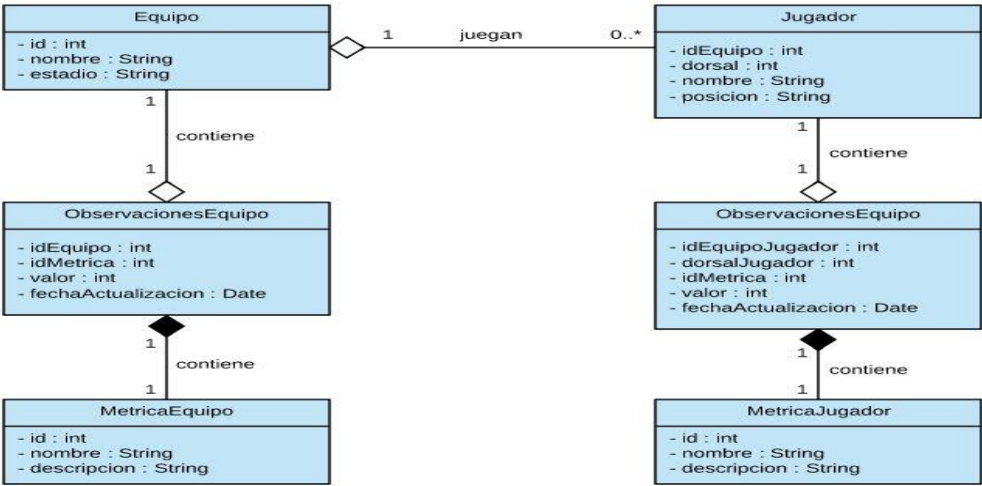 Equipo
- id : int
- nombre : String
- estadio : String
1 juegan 0..*
Jugador
- idEquipo : int
- dorsal : int
- nombre : String
- posicion : String
1
contiene
1
ObservacionesEquipo
- idEquipo : int
- idMetrica : int
- valor : int
- fechaActualizacion : Date
1
contiene
1
MetricaEquipo
- id : int
- nombre : String
- descripcion : String
1
contiene
1
ObservacionesEquipo
- idEquipoJugador : int
- dorsalJugador : int
- idMetrica : int
- valor : int
- fechaActualizacion : Date
1
contiene
1
MetricaJugador
- id : int
- nombre : String
- descripcion : String